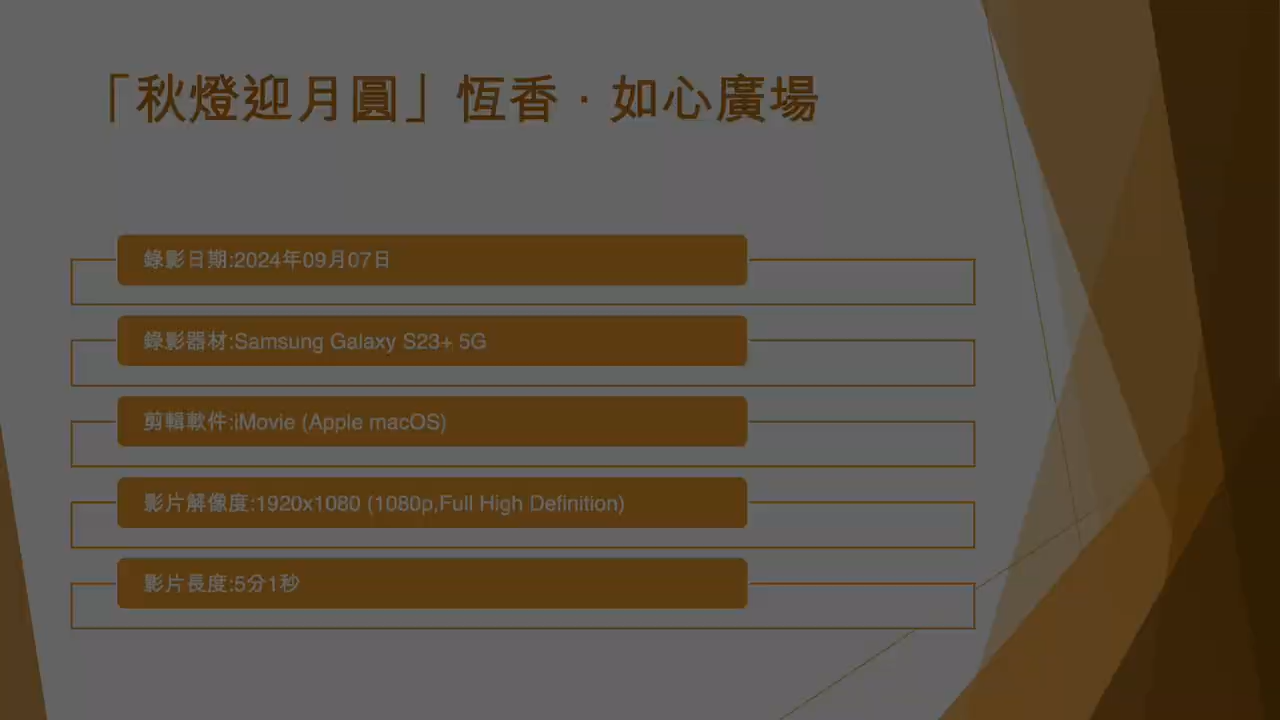 「秋燈迎月圓」恆香．如心廣場
錄影日期:2024年09月07日
錄影器材:Samsung Galaxy S23+ 5G
剪輯軟件:iMovie (Apple macOS)
影片解像度:1920x1080 (1080p,Full High Definition)
影片長度:5分1秒